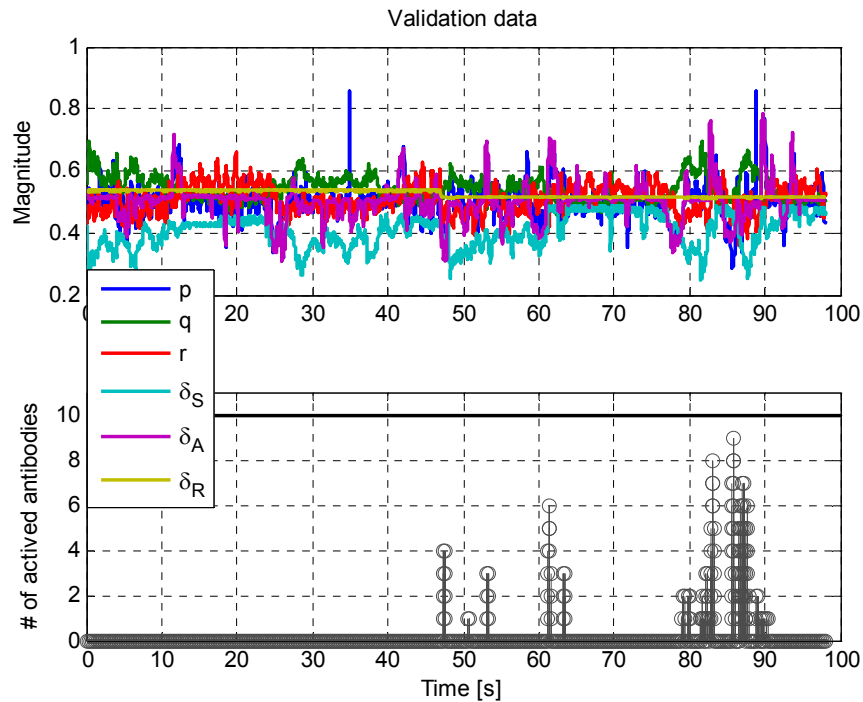 Validation data
Magnitude
1
0.8
0.6
0.4
0.2
0 10 20 30 40 50 60 70 80 90 100
p
q
r
δS
δA
δR
# of actived antibodies
10
8
6
4
2
0
0 10 20 30 40 50 60 70 80 90 100
Time [s]